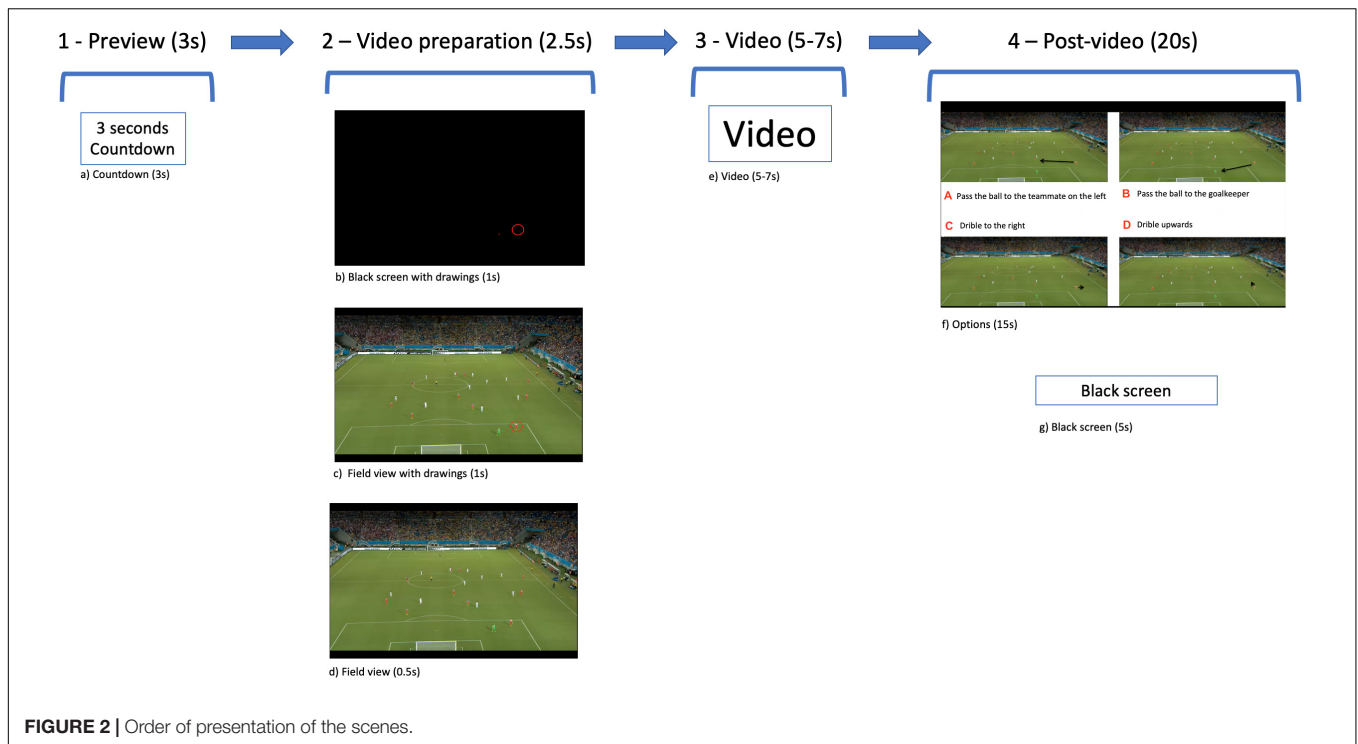 1 - Preview (3s)
2 – Video preparation (2.5s)
3 - Video (5-7s)
4 – Post-video (20s)
3 seconds
Countdown
a) Countdown (3s)
b) Black screen with drawings (1s)
c) Field view with drawings (1s)
d) Field view (0.5s)
Video
e) Video (5-7s)
A Pass the ball to the teammate on the left
B Pass the ball to the goalkeeper
C Drible to the right
D Drible upwards
f) Options (15s)
Black screen
g) Black screen (5s)
FIGURE 2 | Order of presentation of the scenes.